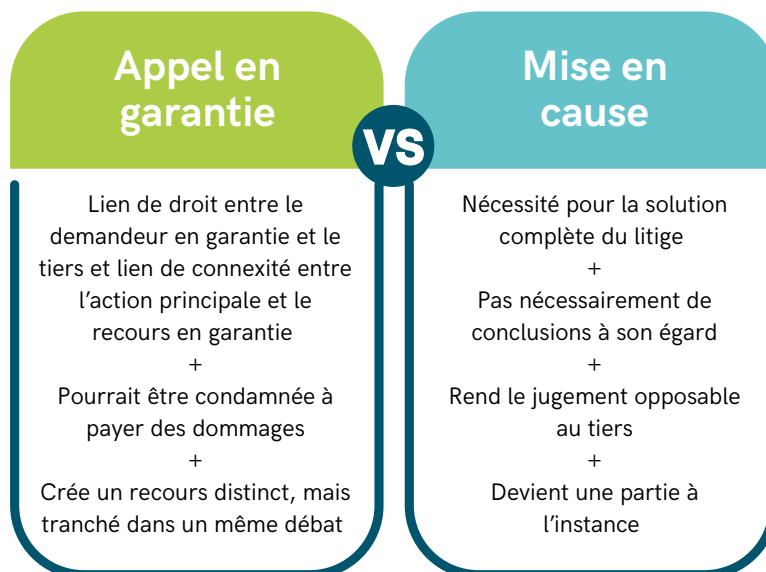 Appel en
garantie
VS
Mise en
cause
Lien de droit entre le
demandeur en garantie et le
tiers et lien de connexité entre
l’action principale et le
recours en garantie
+
Pourrait être condamnée à
payer des dommages
+
Crée un recours distinct, mais
tranché dans un même débat
Nécessité pour la solution
complète du litige
+
Pas nécessairement de
conclusions à son égard
+
Rend le jugement opposable
au tiers
+
Devient une partie à
l’instance